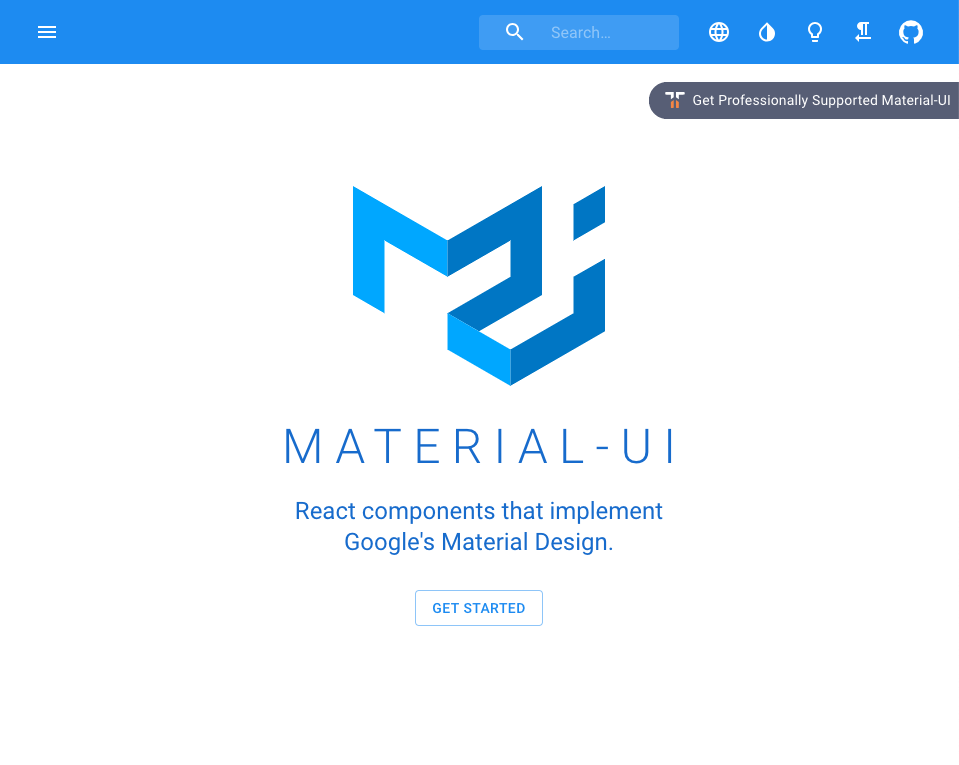 Search…
Get Professionally Supported Material-UI
MATERIAL-UI
React components that implement
Google's Material Design.
GET STARTED